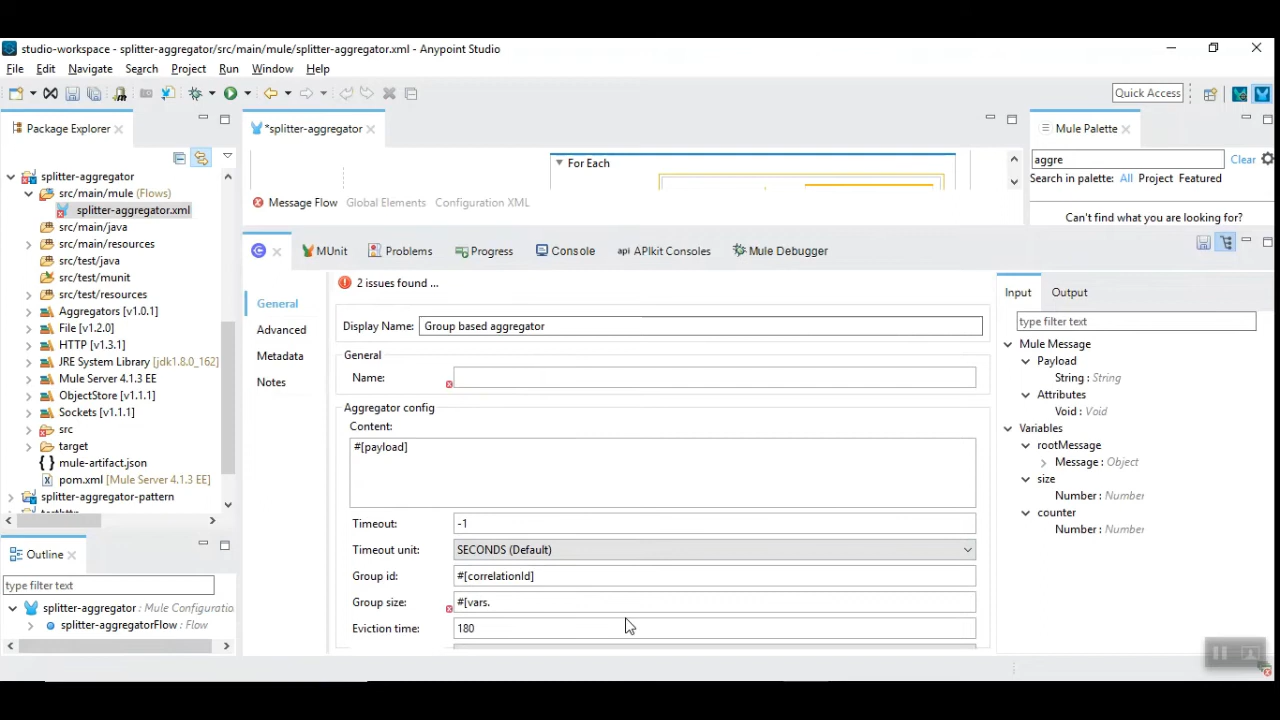 studio-workspace - splitter-aggregator/src/main/mule/splitter-aggregator.xml - Anypoint Studio
File Edit Navigate Search Project Run Window Help
Quick Access
Package Explorer
*splitter-aggregator
Mule Palette
For Each
aggre
Clear
Search in palette: All Project Featured
Can't find what you are looking for?
Message Flow Global Elements Configuration XML
splitter-aggregator
src/main/mule (Flows)
splitter-aggregator.xml
src/main/java
src/main/resources
src/test/java
src/test/munit
src/test/resources
Aggregators [v1.0.1]
File [v1.2.0]
HTTP [v1.3.1]
JRE System Library [jdk1.8.0_162]
Mule Server 4.1.3 EE
ObjectStore [v1.1.1]
Sockets [v1.1.1]
src
target
mule-artifact.json
pom.xml [Mule Server 4.1.3 EE]
splitter-aggregator-pattern
Outline
type filter text
splitter-aggregator : Mule Configuratio
splitter-aggregatorFlow : Flow
MUnit Problems Progress Console api APIkit Consoles Mule Debugger
2 issues found ...
General
Advanced
Metadata
Notes
Display Name: Group based aggregator
General
Name:
Aggregator config
Content:
#[payload]
Timeout: -1
Timeout unit: SECONDS (Default)
Group id: #[correlationId]
Group size: #[vars.
Eviction time: 180
Input Output
type filter text
Mule Message
Payload
String : String
Attributes
Void : Void
Variables
rootMessage
Message : Object
size
Number : Number
counter
Number : Number